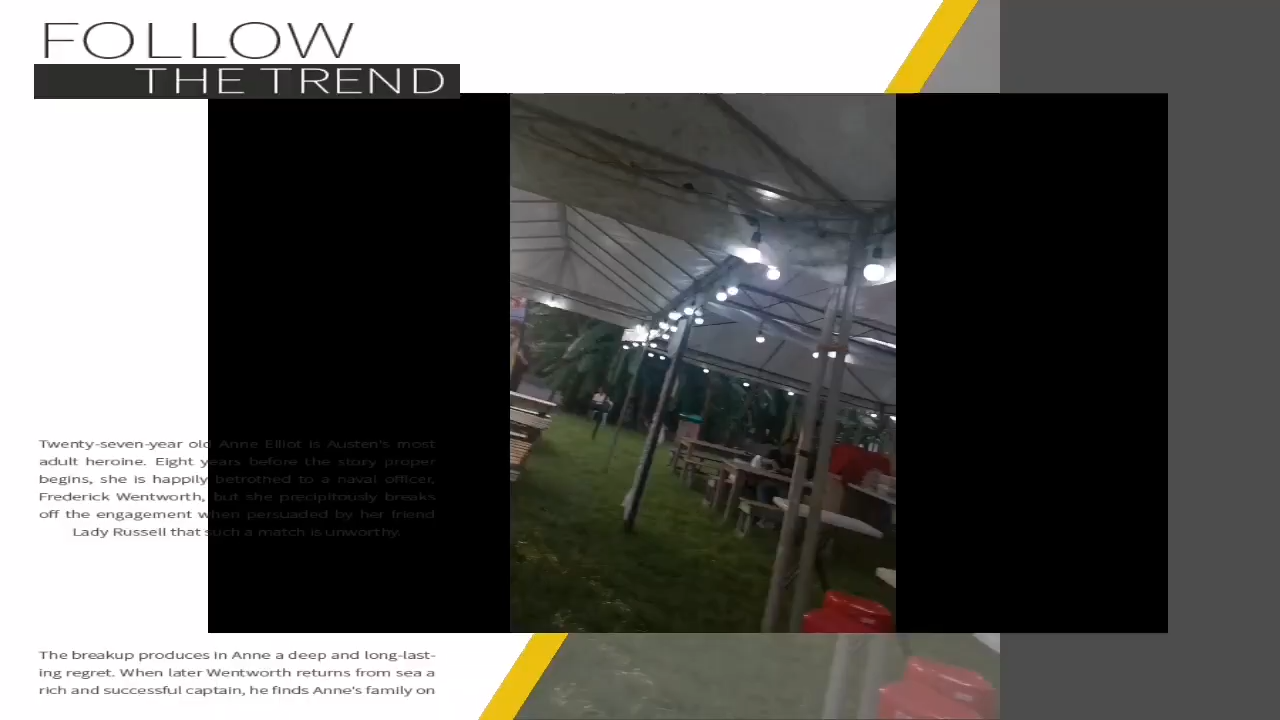 FOLLOW
THE TREND
Twenty-seven-year old Anne Elliot is Austen's most
adult heroine. Eight years before the story proper
begins, she is happily betrothed to a naval officer,
Frederick Wentworth, but she precipitously breaks
off the engagement when persuaded by her friend
Lady Russell that such a match is unworthy.
The breakup produces in Anne a deep and long-last-
ing regret. When later Wentworth returns from sea a
rich and successful captain, he finds Anne's family on